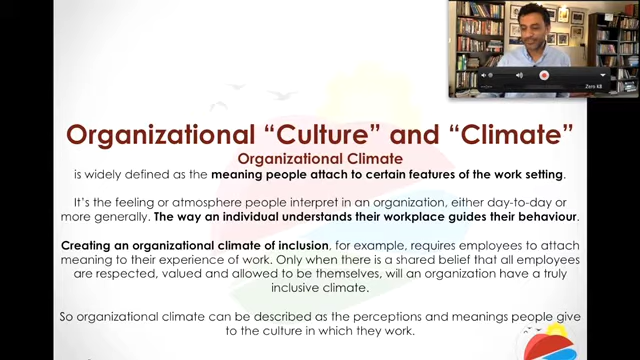 Zero kB
Organizational “Culture” and “Climate”
Organizational Climate
is widely defined as the meaning people attach to certain features of the work setting.
It's the feeling or atmosphere people interpret in an organization, either day-to-day or
more generally. The way an individual understands their workplace guides their behaviour.
Creating an organizational climate of inclusion, for example, requires employees to attach
meaning to their experience of work. Only when there is a shared belief that all employees
are respected, valued and allowed to be themselves, will an organization have a truly
inclusive climate.
So organizational climate can be described as the perceptions and meanings people give
to the culture in which they work.